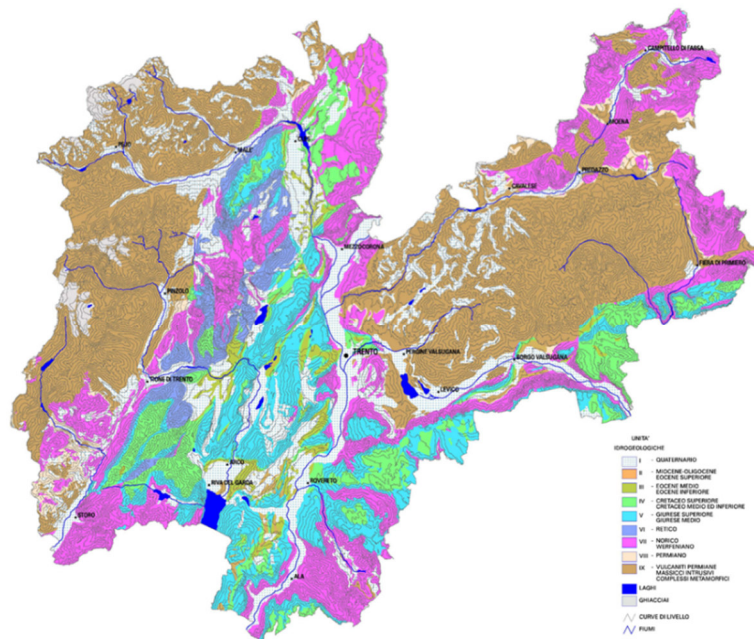 CAMPITELLO DI FASSA
MOENA
CLES
PEJO
MALE'
PREDAZZO
CAVALESE
MEZZOCORONA
FIERA DI PRIMIERO
PINZOLO
TRENTO
PERGINE VALSUGANA
BORGO VALSUGANA
TIONE DI TRENTO
LEVICO
ARCO
RIVA DEL GARDA
ROVERETO
STORO
ALA
UNITA'
IDROGEOLOGICHE
I - QUATERNARIO
II - MIOCENE-OLIGOCENE
EOCENE SUPERIORE
III - EOCENE MEDIO
EOCENE INFERIORE
IV - CRETACEO SUPERIORE
CRETACEO MEDIO ED INFERIORE
V - GIURESE SUPERIORE
GIURESE MEDIO
VI - RETICO
VII - NORICO
WERFENIANO
VIII - PERMIANO
IX - VULCANITI PERMIANE
MASSICCI INTRUSIVI
COMPLESSI METAMORFICI
LAGHI
GHIACCIAI
CURVE DI LIVELLO
FIUMI